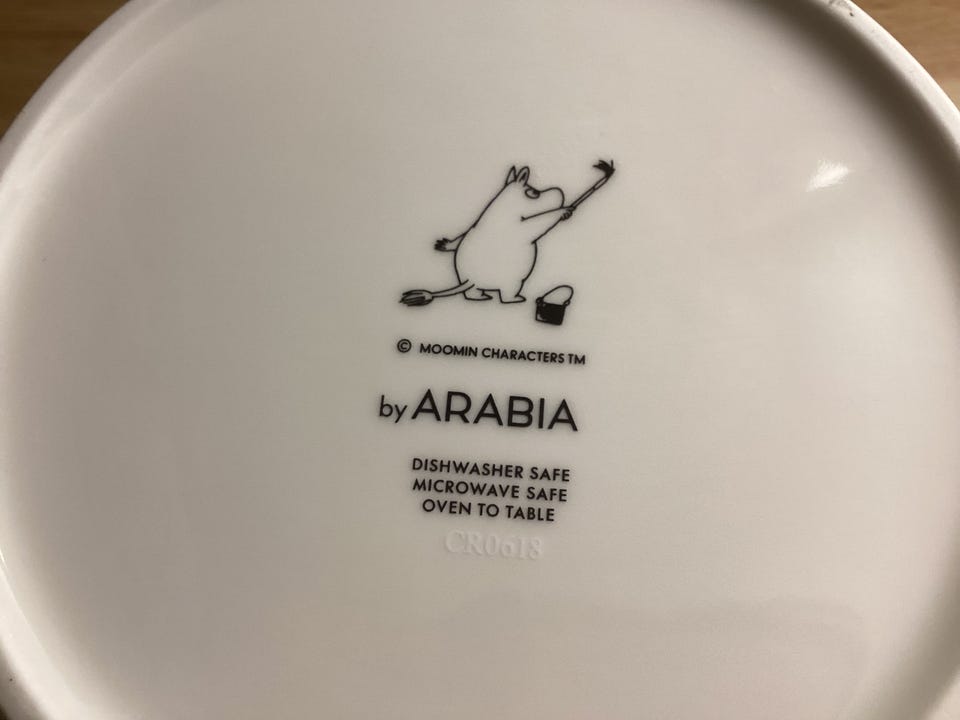 © MOOMIN CHARACTERS TM
by ARABIA
DISHWASHER SAFE
MICROWAVE SAFE
OVEN TO TABLE
CR0618